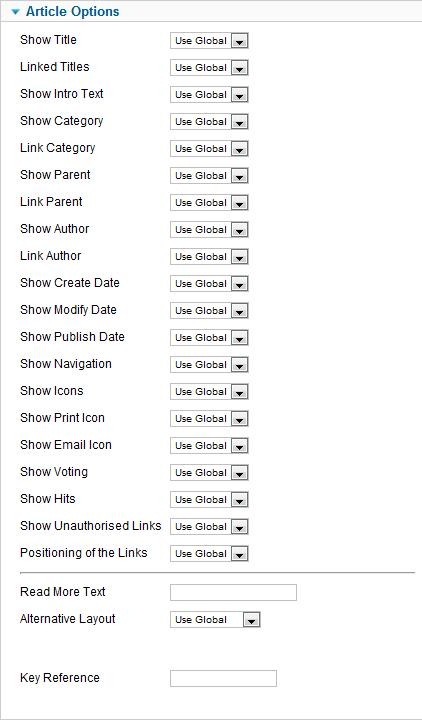 Article Options
Show Title Use Global
Linked Titles Use Global
Show Intro Text Use Global
Show Category Use Global
Link Category Use Global
Show Parent Use Global
Link Parent Use Global
Show Author Use Global
Link Author Use Global
Show Create Date Use Global
Show Modify Date Use Global
Show Publish Date Use Global
Show Navigation Use Global
Show Icons Use Global
Show Print Icon Use Global
Show Email Icon Use Global
Show Voting Use Global
Show Hits Use Global
Show Unauthorised Links Use Global
Positioning of the Links Use Global
Read More Text
Alternative Layout Use Global
Key Reference